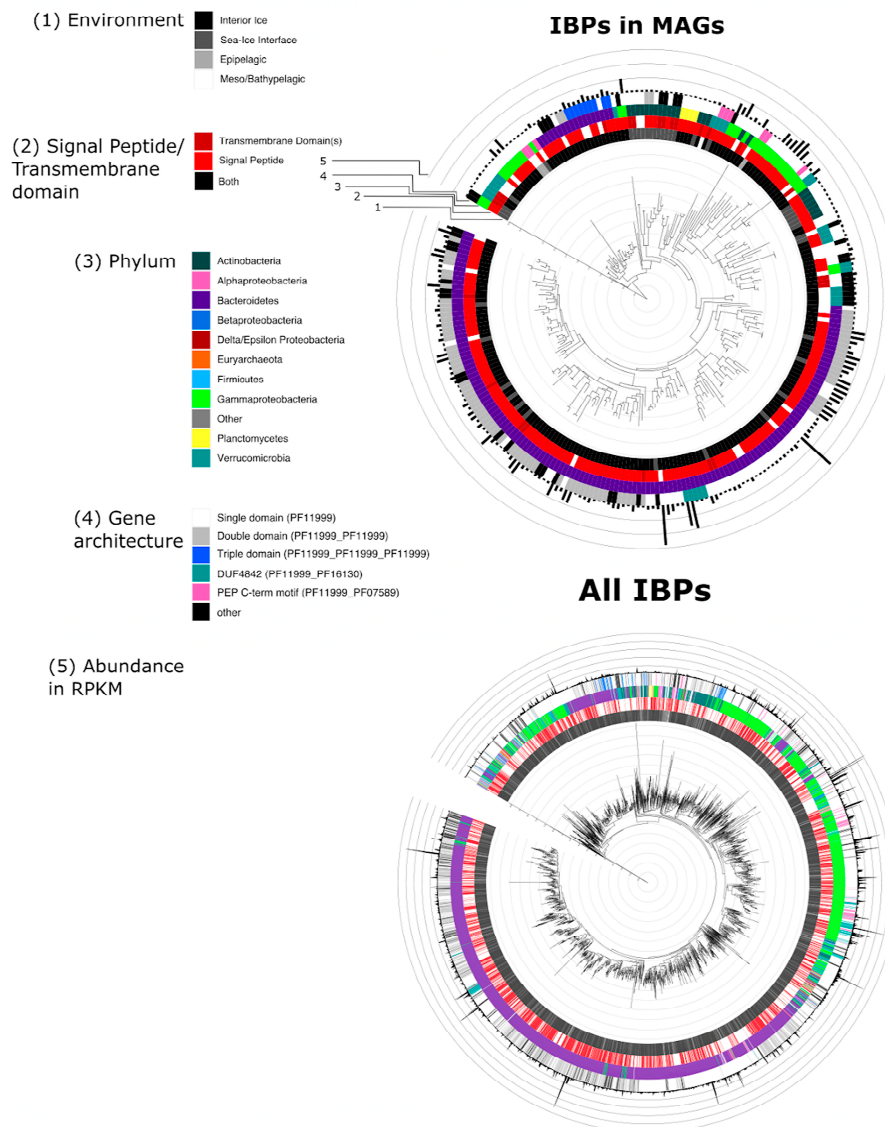 (1) Environment
Interior Ice
Sea-Ice Interface
Epipelagic
Meso/Bathypelagic
IBPs in MAGs
(2) Signal Peptide/
Transmembrane
domain
Transmembrane Domain(s)
Signal Peptide
Both
5
4
3
2
1
(3) Phylum
Actinobacteria
Alphaproteobacteria
Bacteroidetes
Betaproteobacteria
Delta/Epsilon Proteobacteria
Euryarchaeota
Firmicutes
Gammaproteobacteria
Other
Planctomycetes
Verrucomicrobia
(4) Gene
architecture
Single domain (PF11999)
Double domain (PF11999_PF11999)
Triple domain (PF11999_PF11999_PF11999)
DUF4842 (PF11999_PF16130)
PEP C-term motif (PF11999_PF07589)
other
All IBPs
(5) Abundance
in RPKM